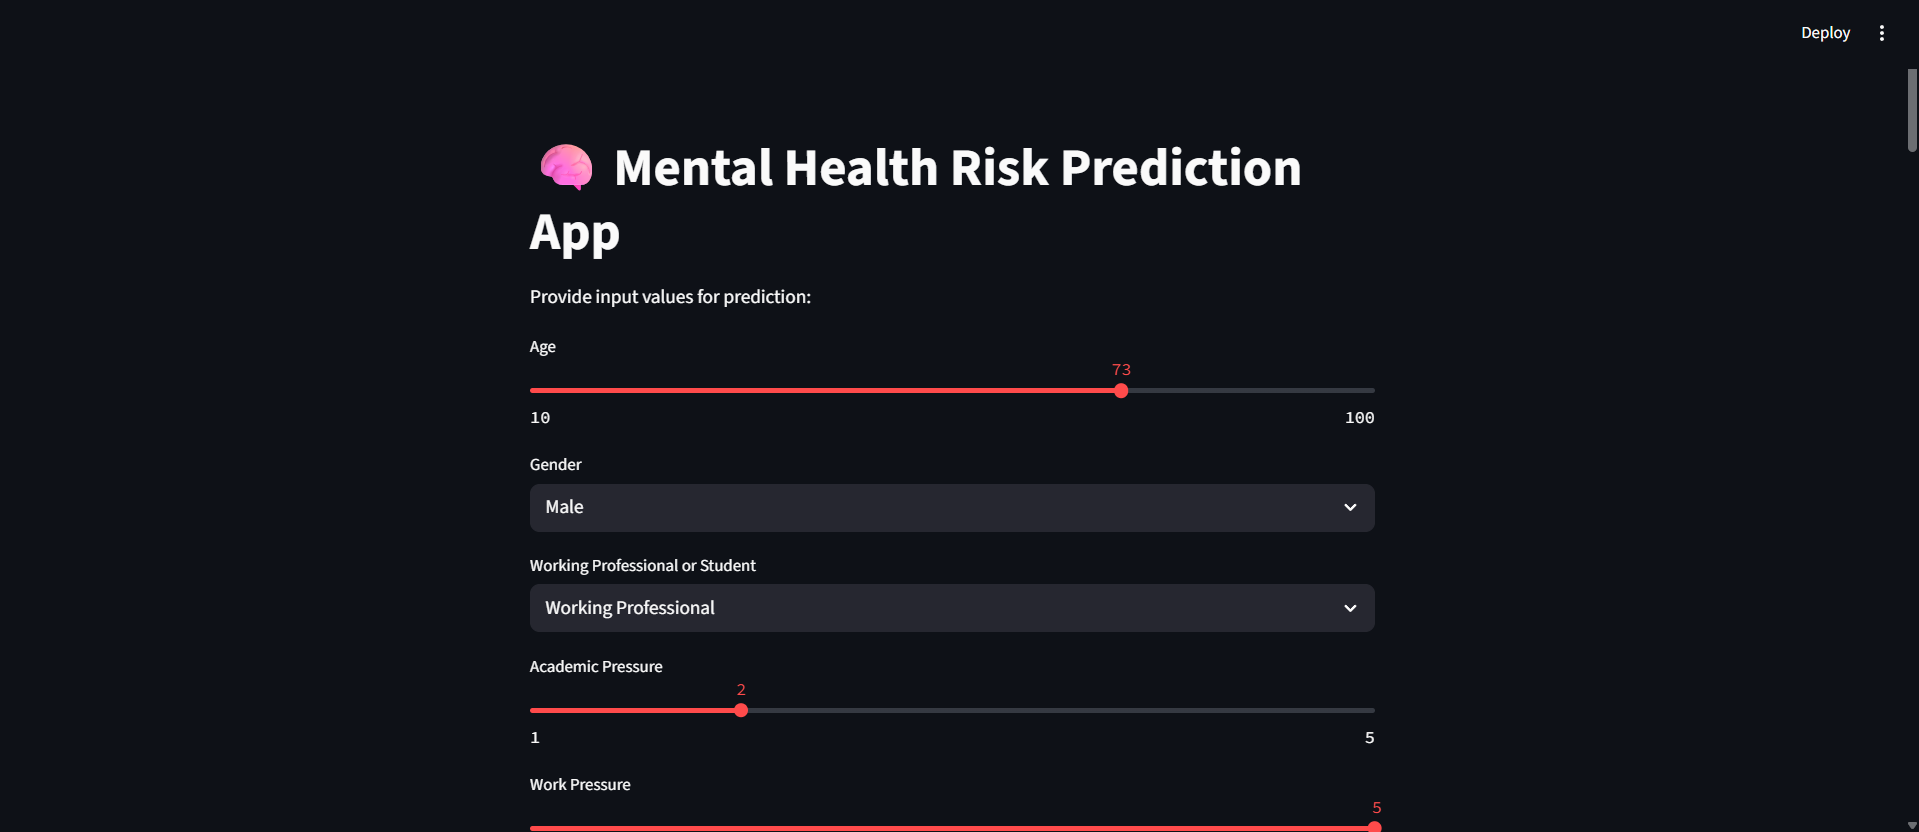 Deploy
Mental Health Risk Prediction
App
Provide input values for prediction:
Age
73
10 100
Gender
Male
Working Professional or Student
Working Professional
Academic Pressure
2
1 5
Work Pressure
5